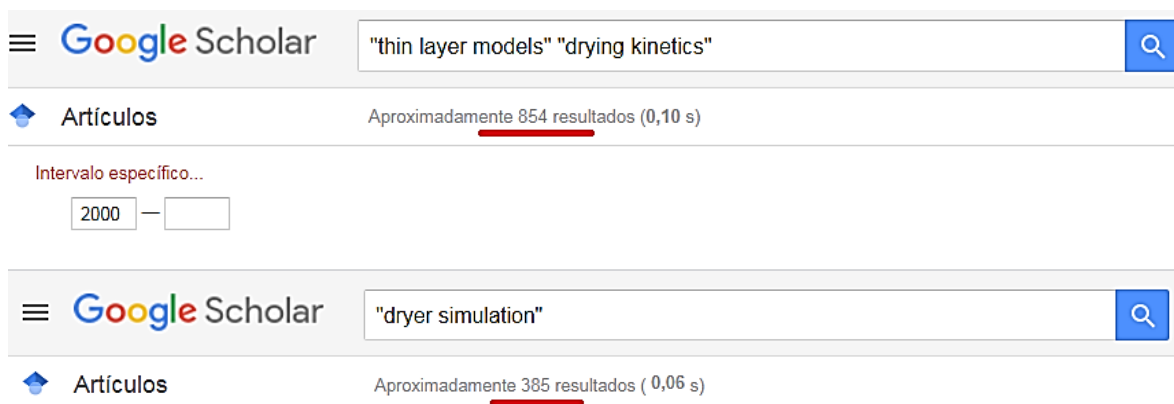 Google Scholar "thin layer models" "drying kinetics"
Artículos Aproximadamente 854 resultados (0,10 s)
Intervalo específico...
2000 —
Google Scholar "dryer simulation"
Artículos Aproximadamente 385 resultados ( 0,06 s)